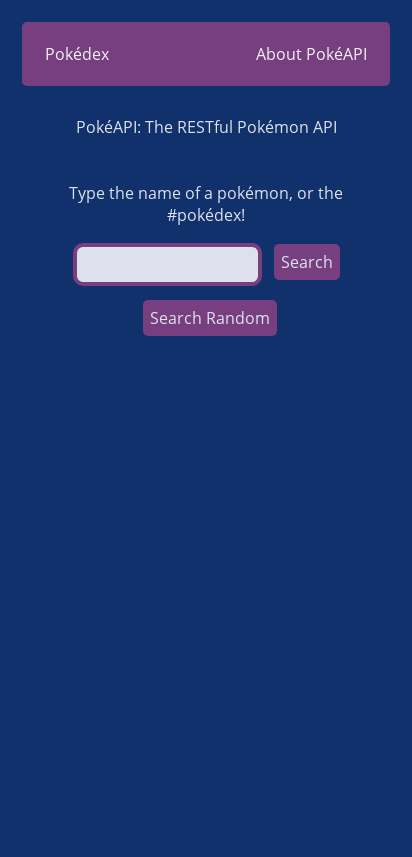 Pokédex About PokéAPI
PokéAPI: The RESTful Pokémon API
Type the name of a pokémon, or the
#pokédex!
Search
Search Random